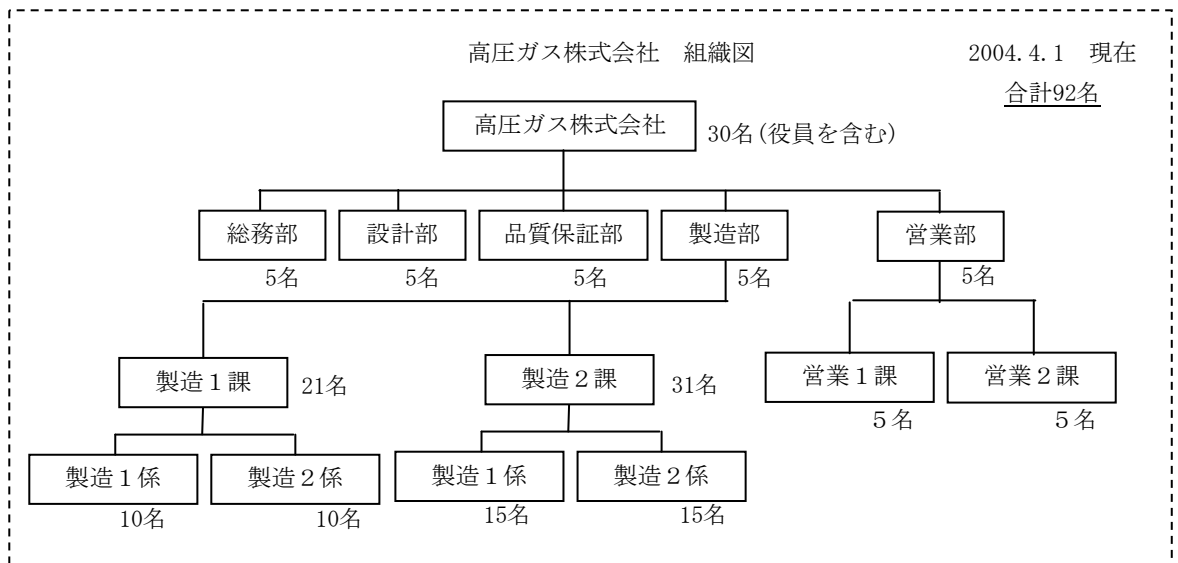 高圧ガス株式会社　組織図
2004.4.1　現在
合計92名
高圧ガス株式会社
30名(役員を含む)
総務部
設計部
品質保証部
製造部
営業部
5名
5名
5名
5名
5名
製造１課
21名
製造２課
31名
営業１課
営業２課
５名
５名
製造１係
製造２係
製造１係
製造２係
10名
10名
15名
15名